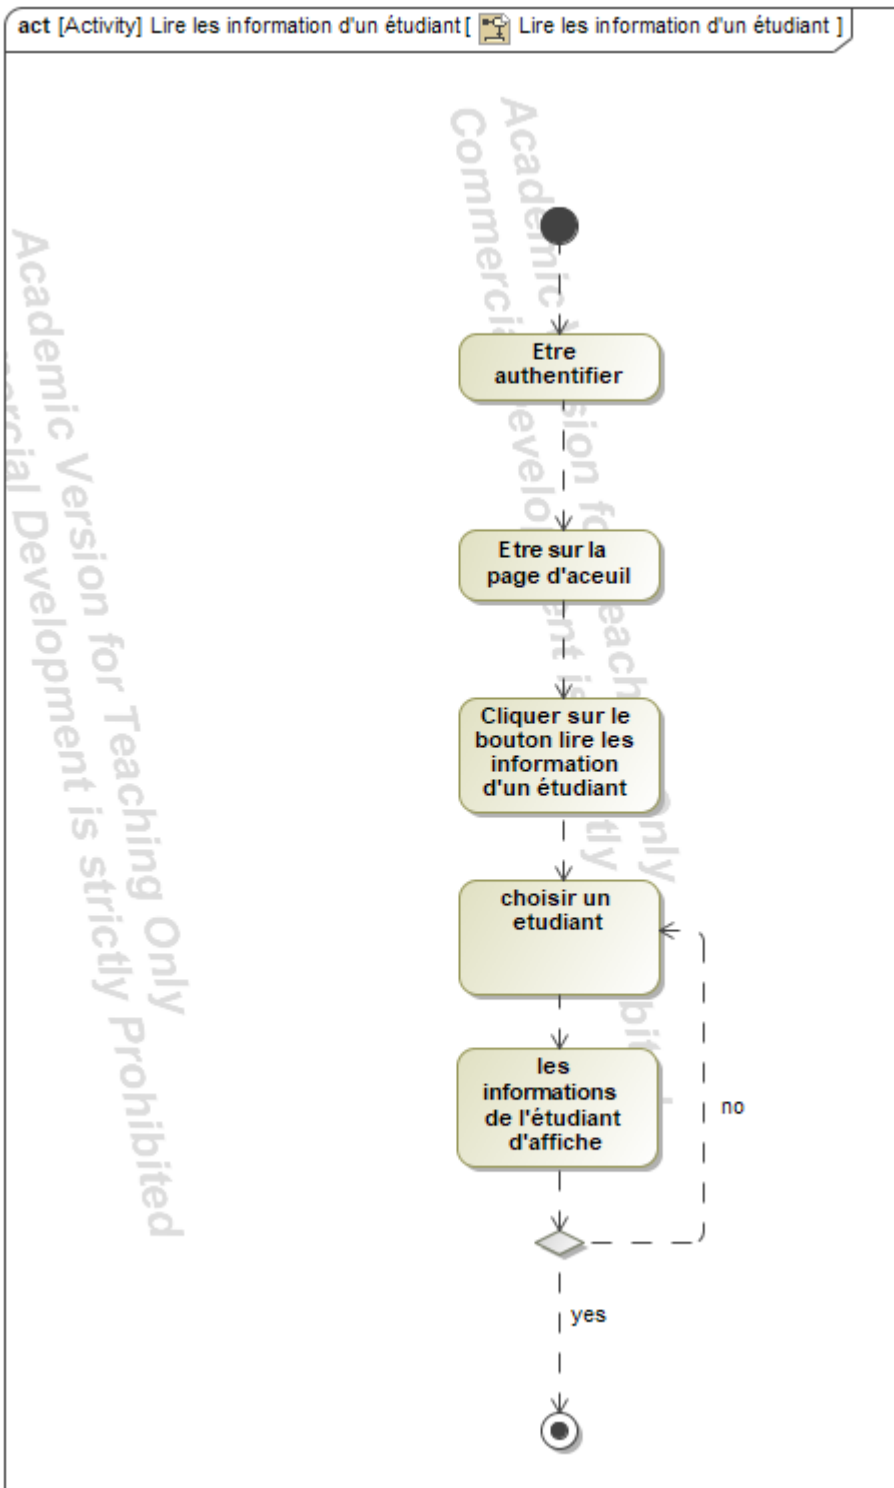 act [Activity] Lire les information d'un étudiant [ Lire les information d'un étudiant ]
Academic Version for Teaching Only
Commercial Development is strictly Prohibited
Academic Version for Teaching Only
mercial Development is strictly Prohibited
Etre
authentifier
Etre sur la
page d'aceuil
Cliquer sur le
bouton lire les
information
d'un étudiant
choisir un
etudiant
les
informations
de l'étudiant
d'affiche
no
yes